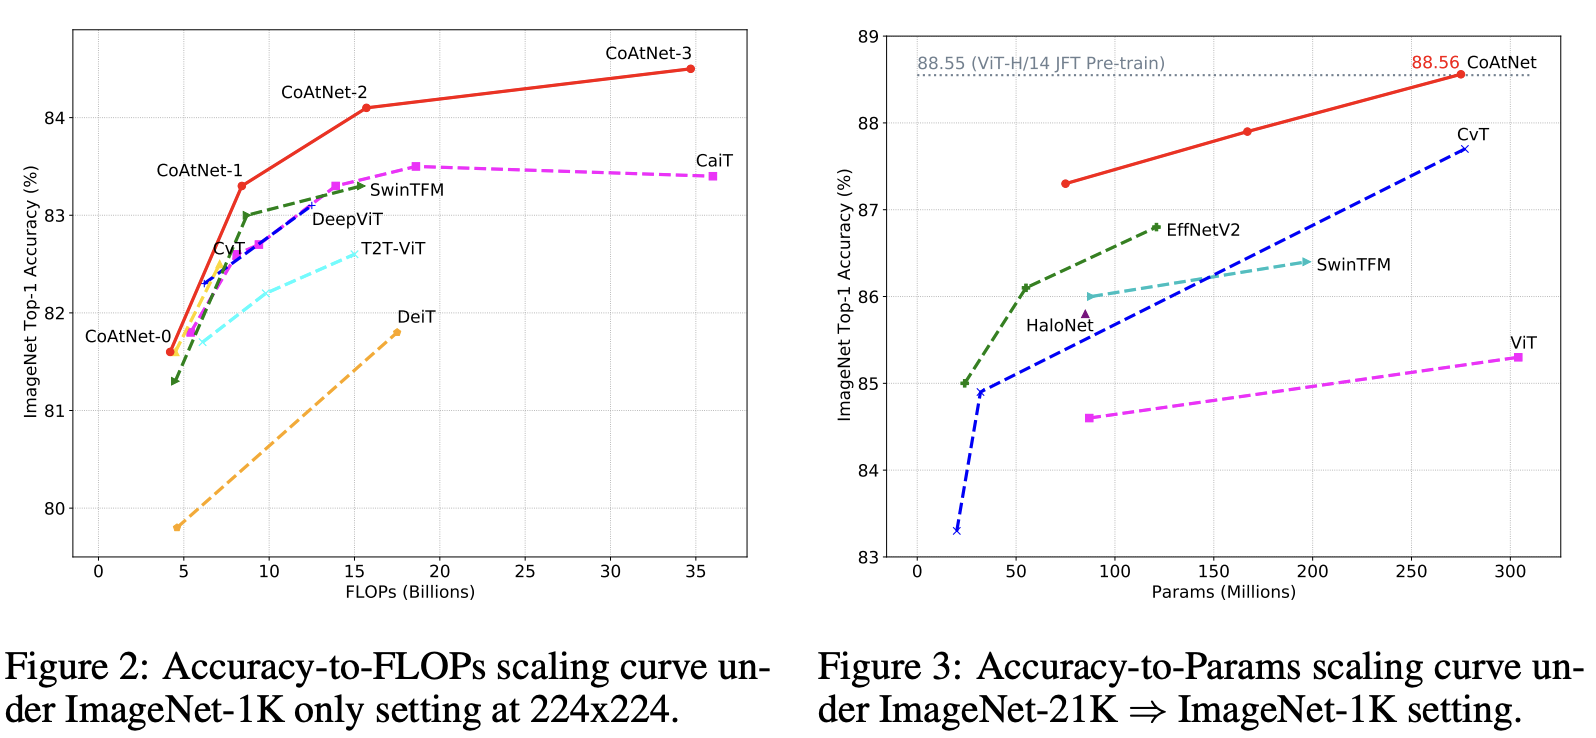 CoAtNet-3
CoAtNet-2
CoAtNet-1
CaiT
SwinTFM
DeepViT
CvT
T2T-ViT
CoAtNet-0
DeiT
84
83
82
81
80
ImageNet Top-1 Accuracy (%)
0 5 10 15 20 25 30 35
FLOPs (Billions)
Figure 2: Accuracy-to-FLOPs scaling curve un-
der ImageNet-1K only setting at 224x224.
88.55 (ViT-H/14 JFT Pre-train)
88.56 CoAtNet
CvT
EffNetV2
SwinTFM
HaloNet
ViT
89
88
87
86
85
84
83
ImageNet Top-1 Accuracy (%)
0 50 100 150 200 250 300
Params (Millions)
Figure 3: Accuracy-to-Params scaling curve un-
der ImageNet-21K ⇒ ImageNet-1K setting.